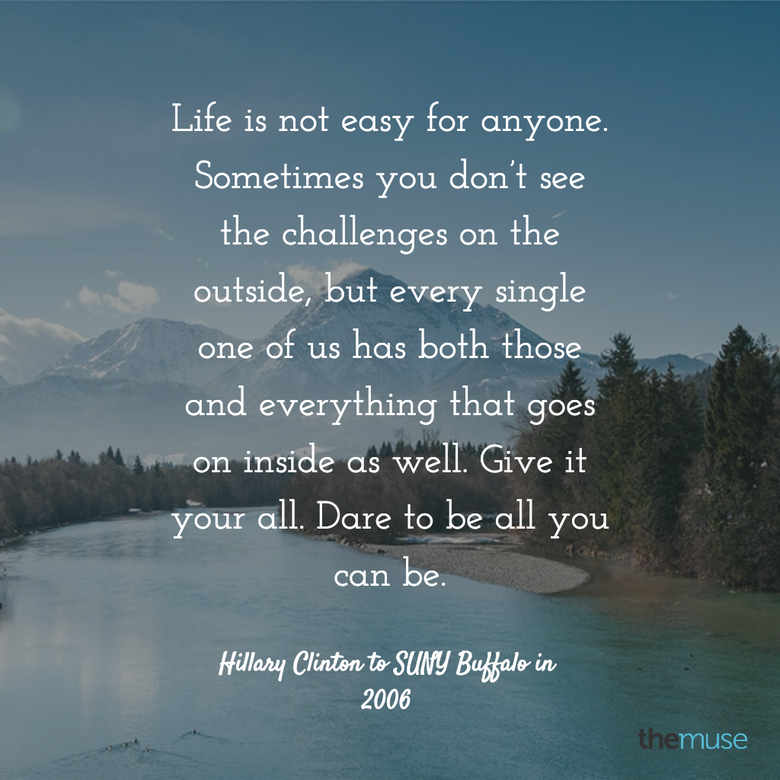 Life is not easy for anyone.
Sometimes you don't see
the challenges on the
outside, but every single
one of us has both those
and everything that goes
on inside as well. Give it
your all. Dare to be all you
can be.
Hillary Clinton to SUNY Buffalo in
2006
themuse